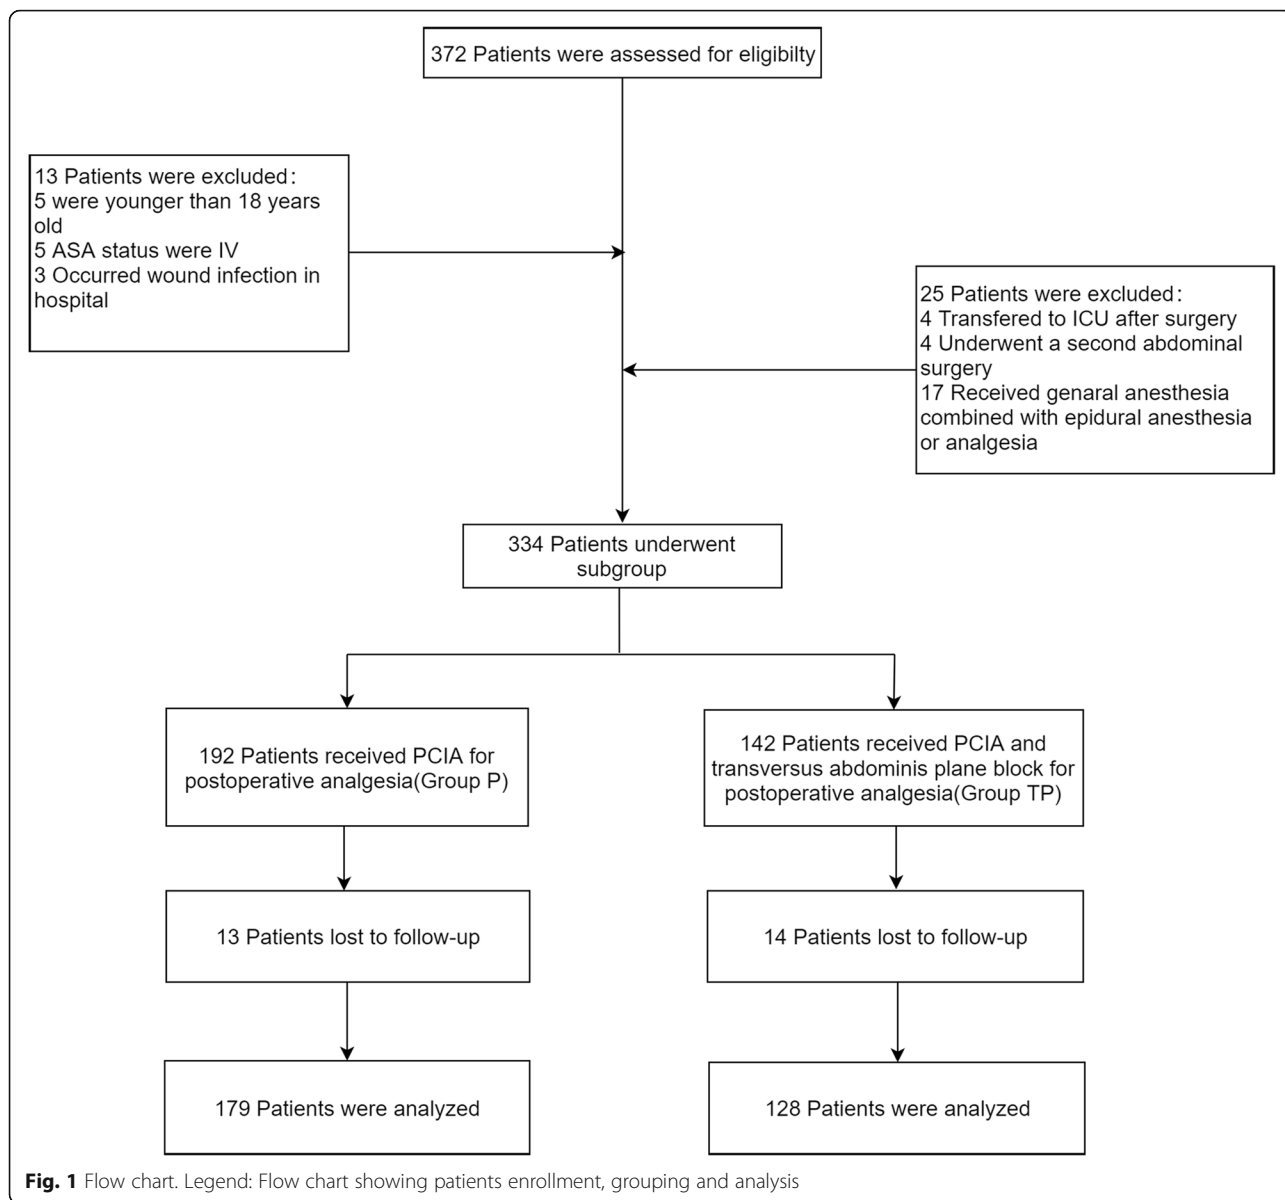 372 Patients were assessed for eligibilty
13 Patients were excluded:
5 were younger than 18 years
old
5 ASA status were IV
3 Occurred wound infection in
hospital
25 Patients were excluded:
4 Transfered to ICU after surgery
4 Underwent a second abdominal
surgery
17 Received genaral anesthesia
combined with epidural anesthesia
or analgesia
334 Patients underwent
subgroup
192 Patients received PCIA for
postoperative analgesia(Group P)
142 Patients received PCIA and
transversus abdominis plane block for
postoperative analgesia(Group TP)
13 Patients lost to follow-up
14 Patients lost to follow-up
179 Patients were analyzed
128 Patients were analyzed
Fig. 1 Flow chart. Legend: Flow chart showing patients enrollment, grouping and analysis